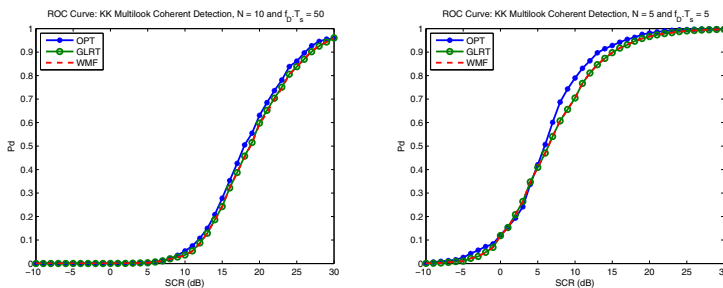 ROC Curve: KK Multilook Coherent Detection, N = 10 and f_D.T_s = 50
1
0.9
0.8
0.7
0.6
0.5
0.4
0.3
0.2
0.1
0
Pd
OPT
GLRT
WMF
−10 −5 0 5 10 15 20 25 30
SCR (dB)
ROC Curve: KK Multilook Coherent Detection, N = 5 and f_D.T_s = 5
1
0.9
0.8
0.7
0.6
0.5
0.4
0.3
0.2
0.1
0
Pd
OPT
GLRT
WMF
−10 −5 0 5 10 15 20 25 30
SCR (dB)